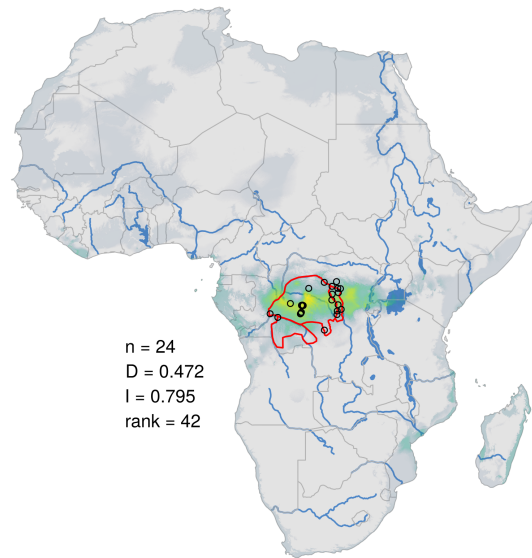 n = 24
D = 0.472
I = 0.795
rank = 42